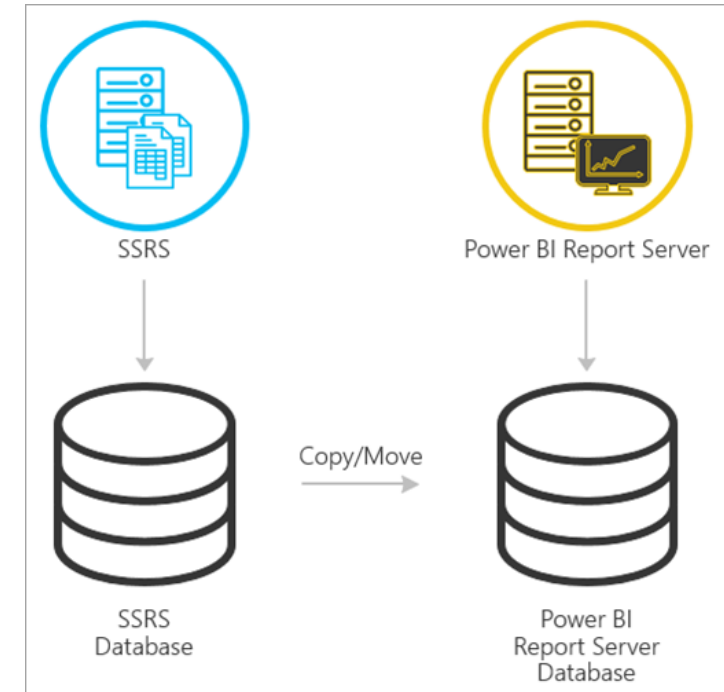 SSRS
Power BI Report Server
Copy/Move
SSRS
Database
Power BI
Report Server
Database